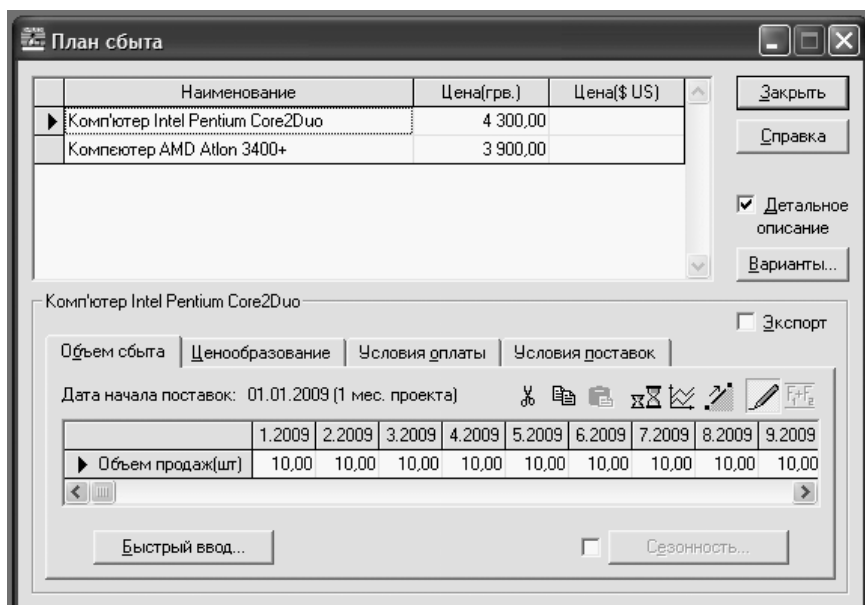 План сбыта
Наименование Цена(грв.) Цена($ US)
Комп'ютер Intel Pentium Core2Duo 4 300,00
Компєютер AMD Atlon 3400+ 3 900,00
Закрыть
Справка
Детальное
описание
Варианты...
Комп'ютер Intel Pentium Core2Duo
Экспорт
Объем сбыта Ценообразование Условия оплаты Условия поставок
Дата начала поставок: 01.01.2009 (1 мес. проекта)
1.2009 2.2009 3.2009 4.2009 5.2009 6.2009 7.2009 8.2009 9.2009
Объем продаж(шт) 10,00 10,00 10,00 10,00 10,00 10,00 10,00 10,00 10,00
Быстрый ввод... Сезонность...